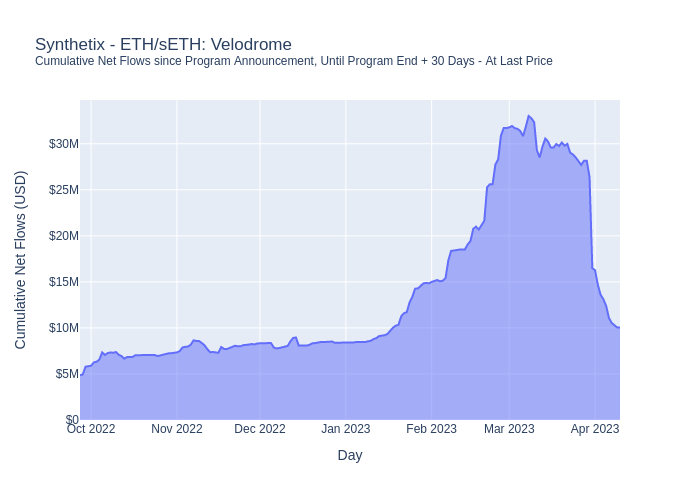 Synthetix - ETH/sETH: Velodrome
Cumulative Net Flows since Program Announcement, Until Program End + 30 Days - At Last Price
Cumulative Net Flows (USD)
$30M
$25M
$20M
$15M
$10M
$5M
$0
Oct 2022 Nov 2022 Dec 2022 Jan 2023 Feb 2023 Mar 2023 Apr 2023
Day